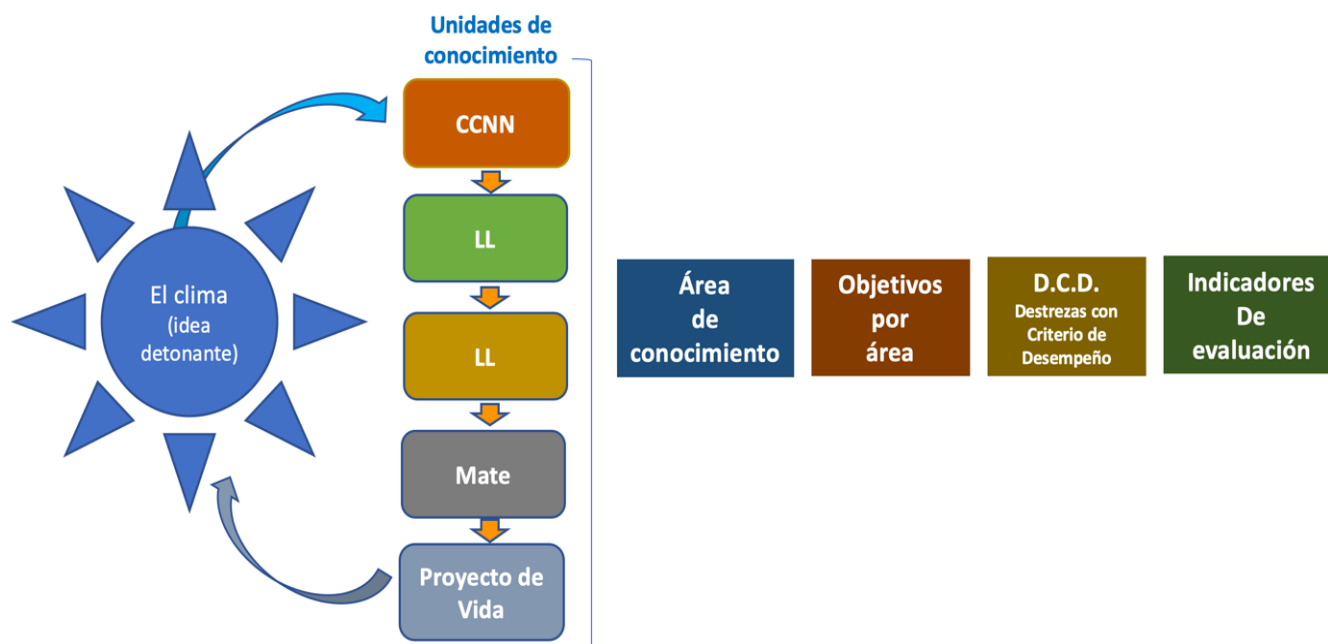 Unidades de
conocimiento
CCNN
LL
LL
Mate
Proyecto de
Vida
El clima
(idea
detonante)
Área
de
conocimiento
Objetivos
por
área
D.C.D.
Destrezas con
Criterio de
Desempeño
Indicadores
De
evaluación